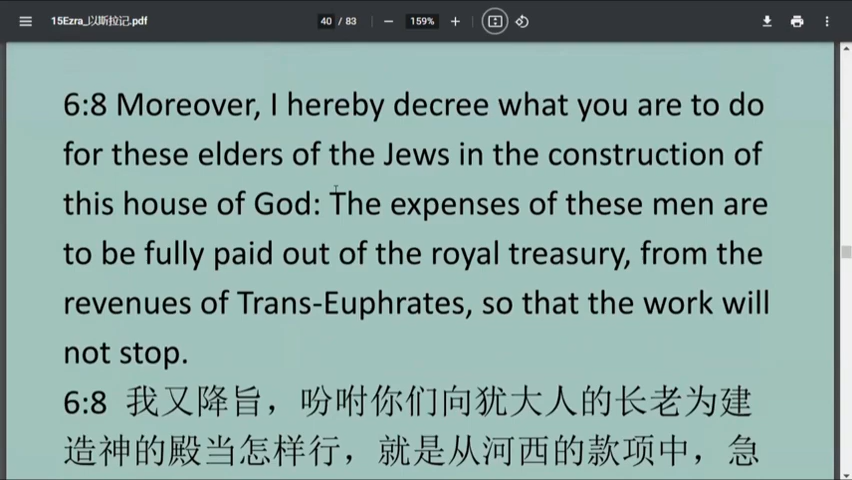 15Ezra_以斯拉记.pdf
40 / 83
159%
6:8 Moreover, I hereby decree what you are to do
for these elders of the Jews in the construction of
this house of God: The expenses of these men are
to be fully paid out of the royal treasury, from the
revenues of Trans-Euphrates, so that the work will
not stop.
6:8 我又降旨，吩咐你们向犹大人的长老为建
造神的殿当怎样行，就是从河西的款项中，急